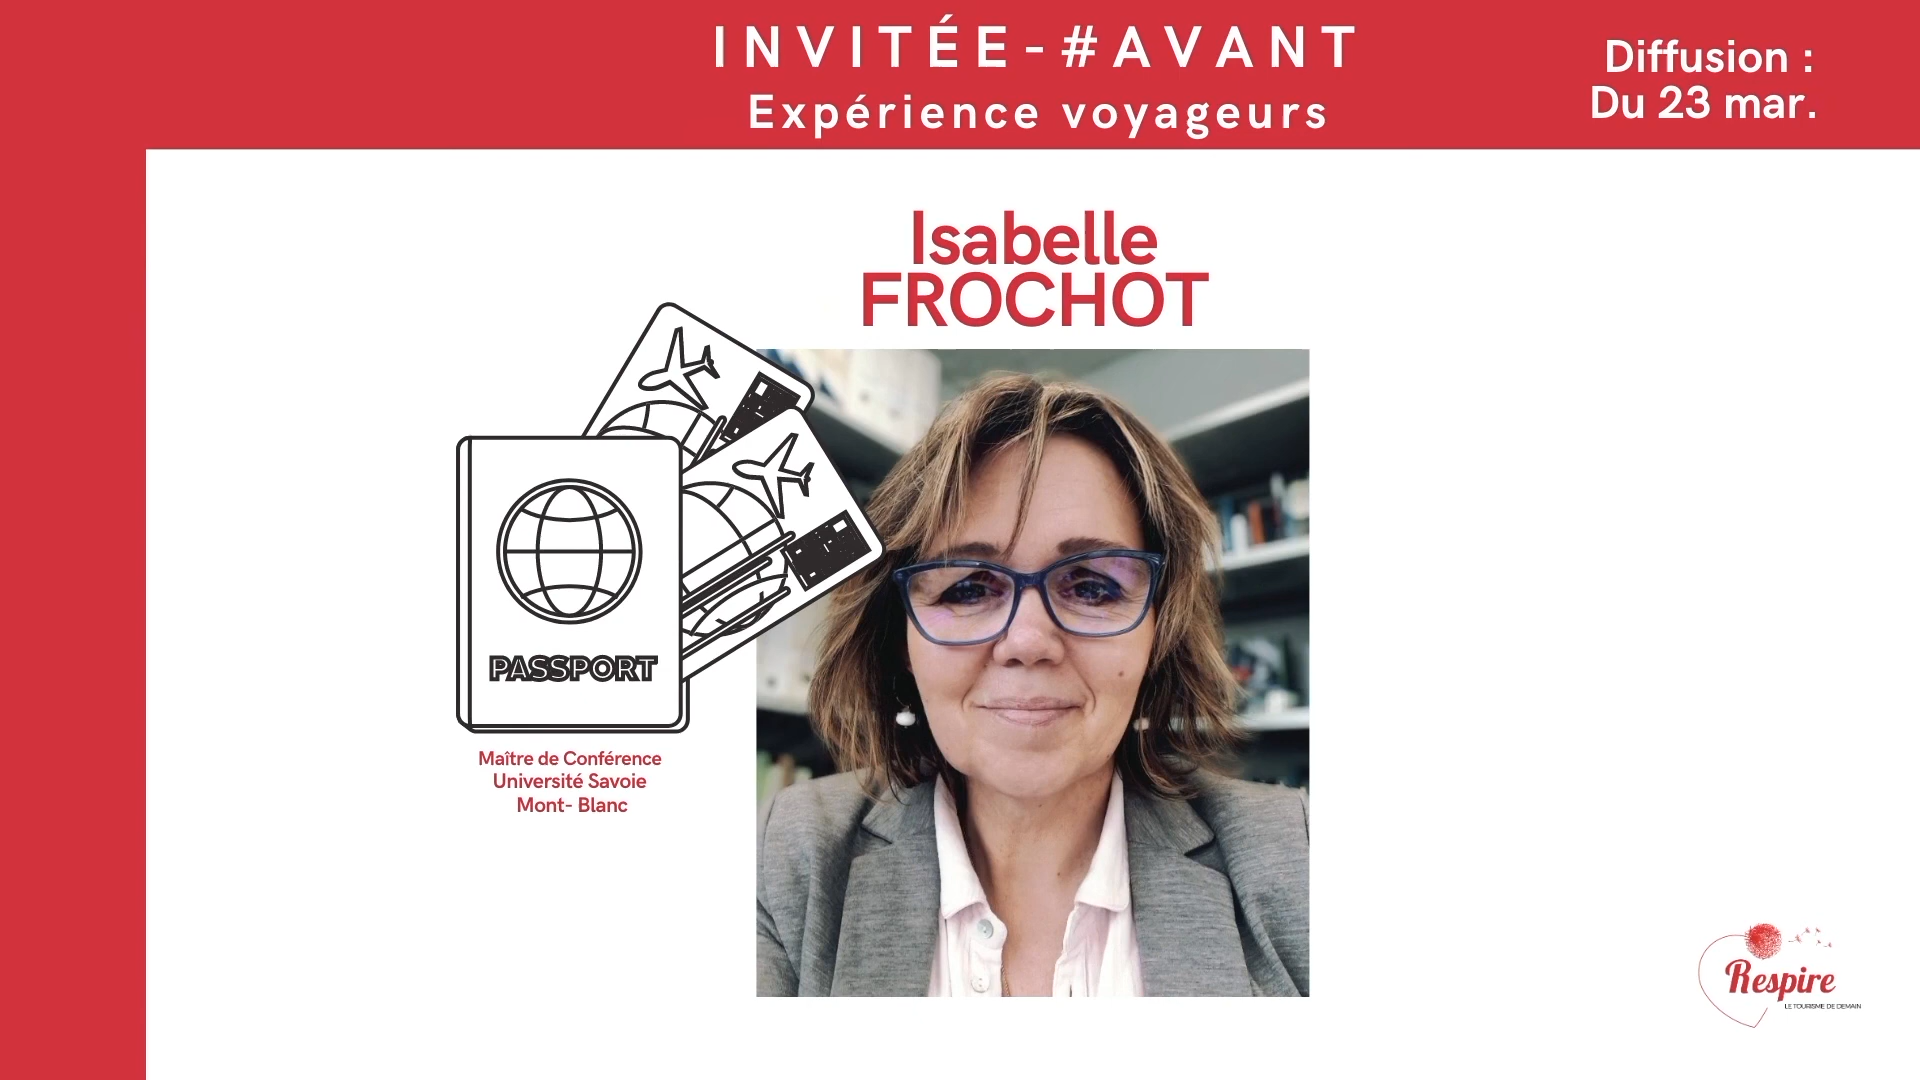 INVITÉE-#AVANT
Expérience voyageurs
Diffusion :
Du 23 mar.
Isabelle
FROCHOT
PASSPORT
Maître de Conférence
Université Savoie
Mont- Blanc
Respire
LE TOURISME DE DEMAIN